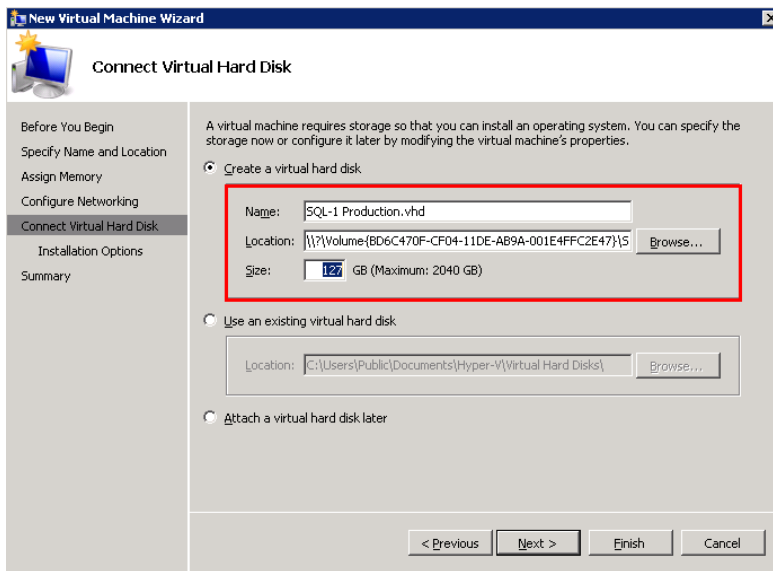 New Virtual Machine Wizard
Connect Virtual Hard Disk
Before You Begin
Specify Name and Location
Assign Memory
Configure Networking
Connect Virtual Hard Disk
Installation Options
Summary
A virtual machine requires storage so that you can install an operating system. You can specify the
storage now or configure it later by modifying the virtual machine's properties.
Create a virtual hard disk
Name: SQL-1 Production.vhd
Location: \\?\Volume{BD6C470F-CF04-11DE-AB9A-001E4FFC2E47}\S Browse...
Size: 127 GB (Maximum: 2040 GB)
Use an existing virtual hard disk
Location: C:\Users\Public\Documents\Hyper-V\Virtual Hard Disks\ Browse...
Attach a virtual hard disk later
< Previous Next > Finish Cancel